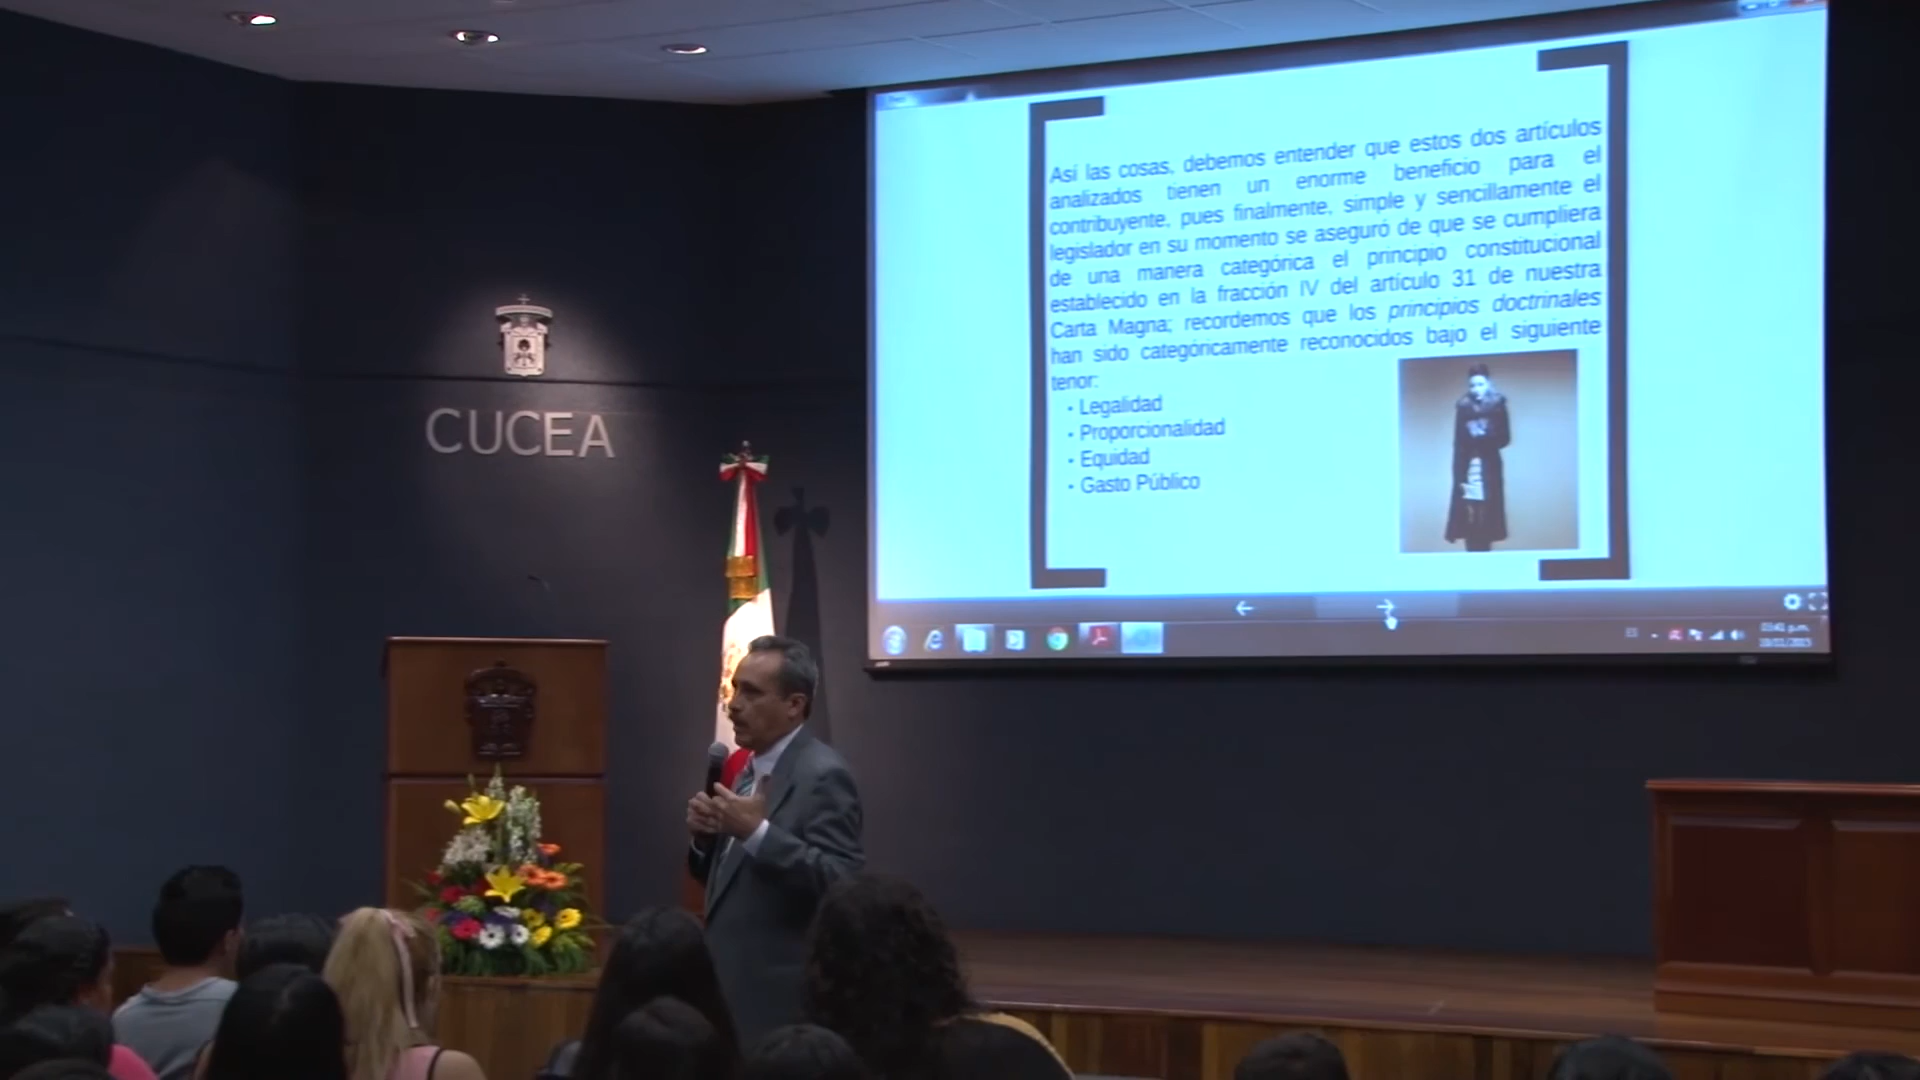 CUCEA
Así las cosas, debemos entender que estos dos artículos
analizados tienen un enorme beneficio para el
contribuyente, pues finalmente, simple y sencillamente el
legislador en su momento se aseguró de que se cumpliera
de una manera categórica el principio constitucional
establecido en la fracción IV del artículo 31 de nuestra
Carta Magna; recordemos que los principios doctrinales
han sido categóricamente reconocidos bajo el siguiente
tenor:
- Legalidad
- Proporcionalidad
- Equidad
- Gasto Público